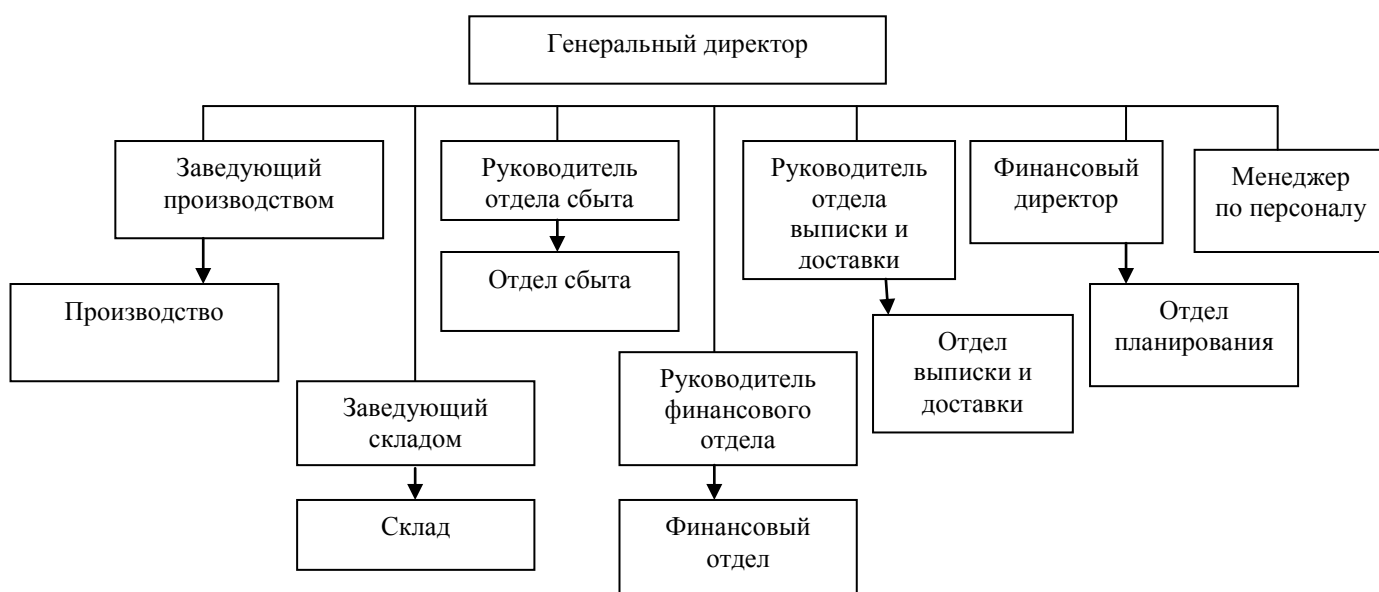 Генеральный директор
Заведующий
производством
Руководитель
отдела сбыта
Руководитель
отдела
выписки и
доставки
Финансовый
директор
Менеджер
по персоналу
Производство
Отдел сбыта
Отдел
выписки и
доставки
Отдел
планирования
Заведующий
складом
Руководитель
финансового
отдела
Склад
Финансовый
отдел